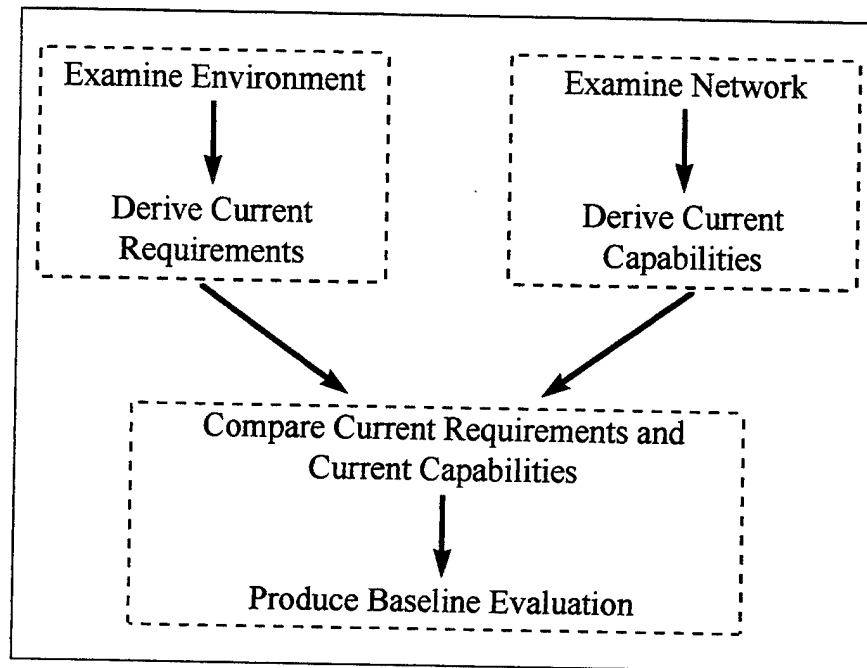 Examine Environment
Derive Current
Requirements
Examine Network
Derive Current
Capabilities
Compare Current Requirements and
Current Capabilities
Produce Baseline Evaluation